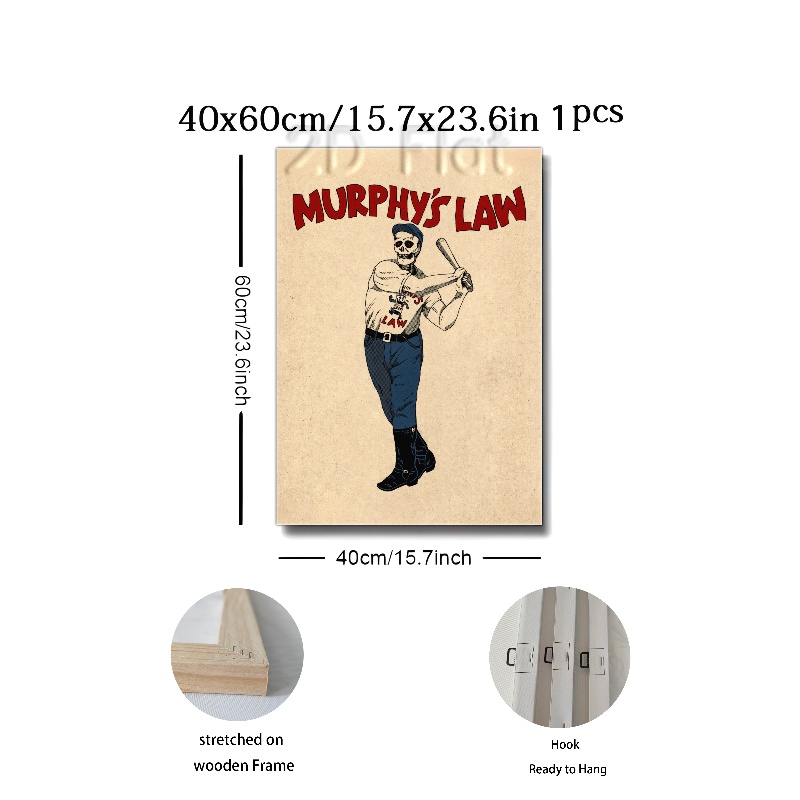 40x60cm/15.7x23.6in 1pcs
2D Flat
MURPHY'S LAW
60cm/23.6inch
LAW
40cm/15.7inch
stretched on
wooden Frame
Hook
Ready to Hang